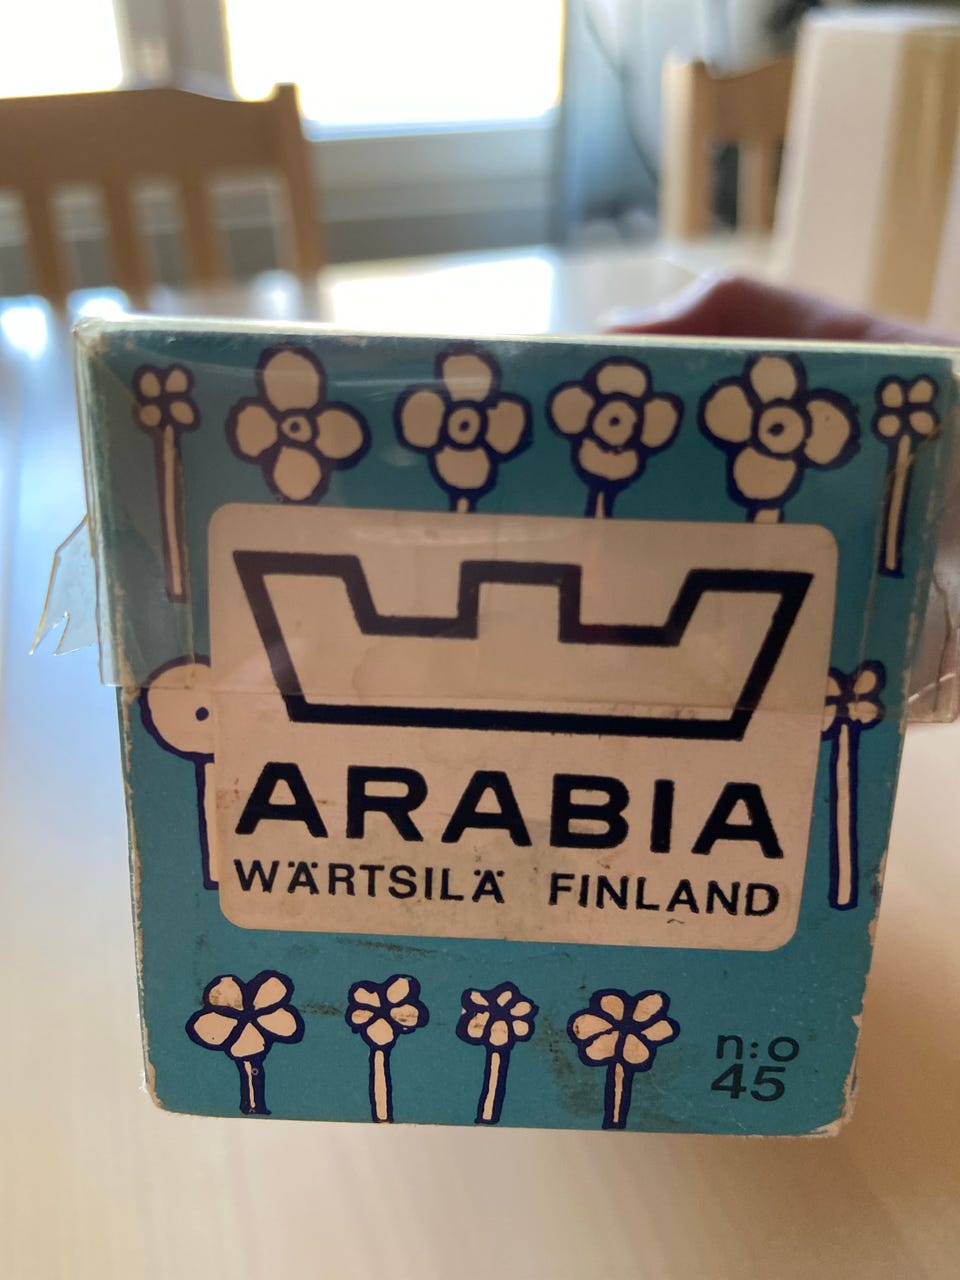 ARABIA
WÄRTSILÄ FINLAND
n:o
45